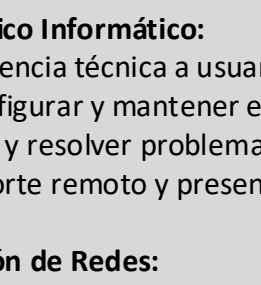 ico Informático:
encia técnica a usuar
figurar y mantener e
y resolver problema
orte remoto y presen
ón de Redes: